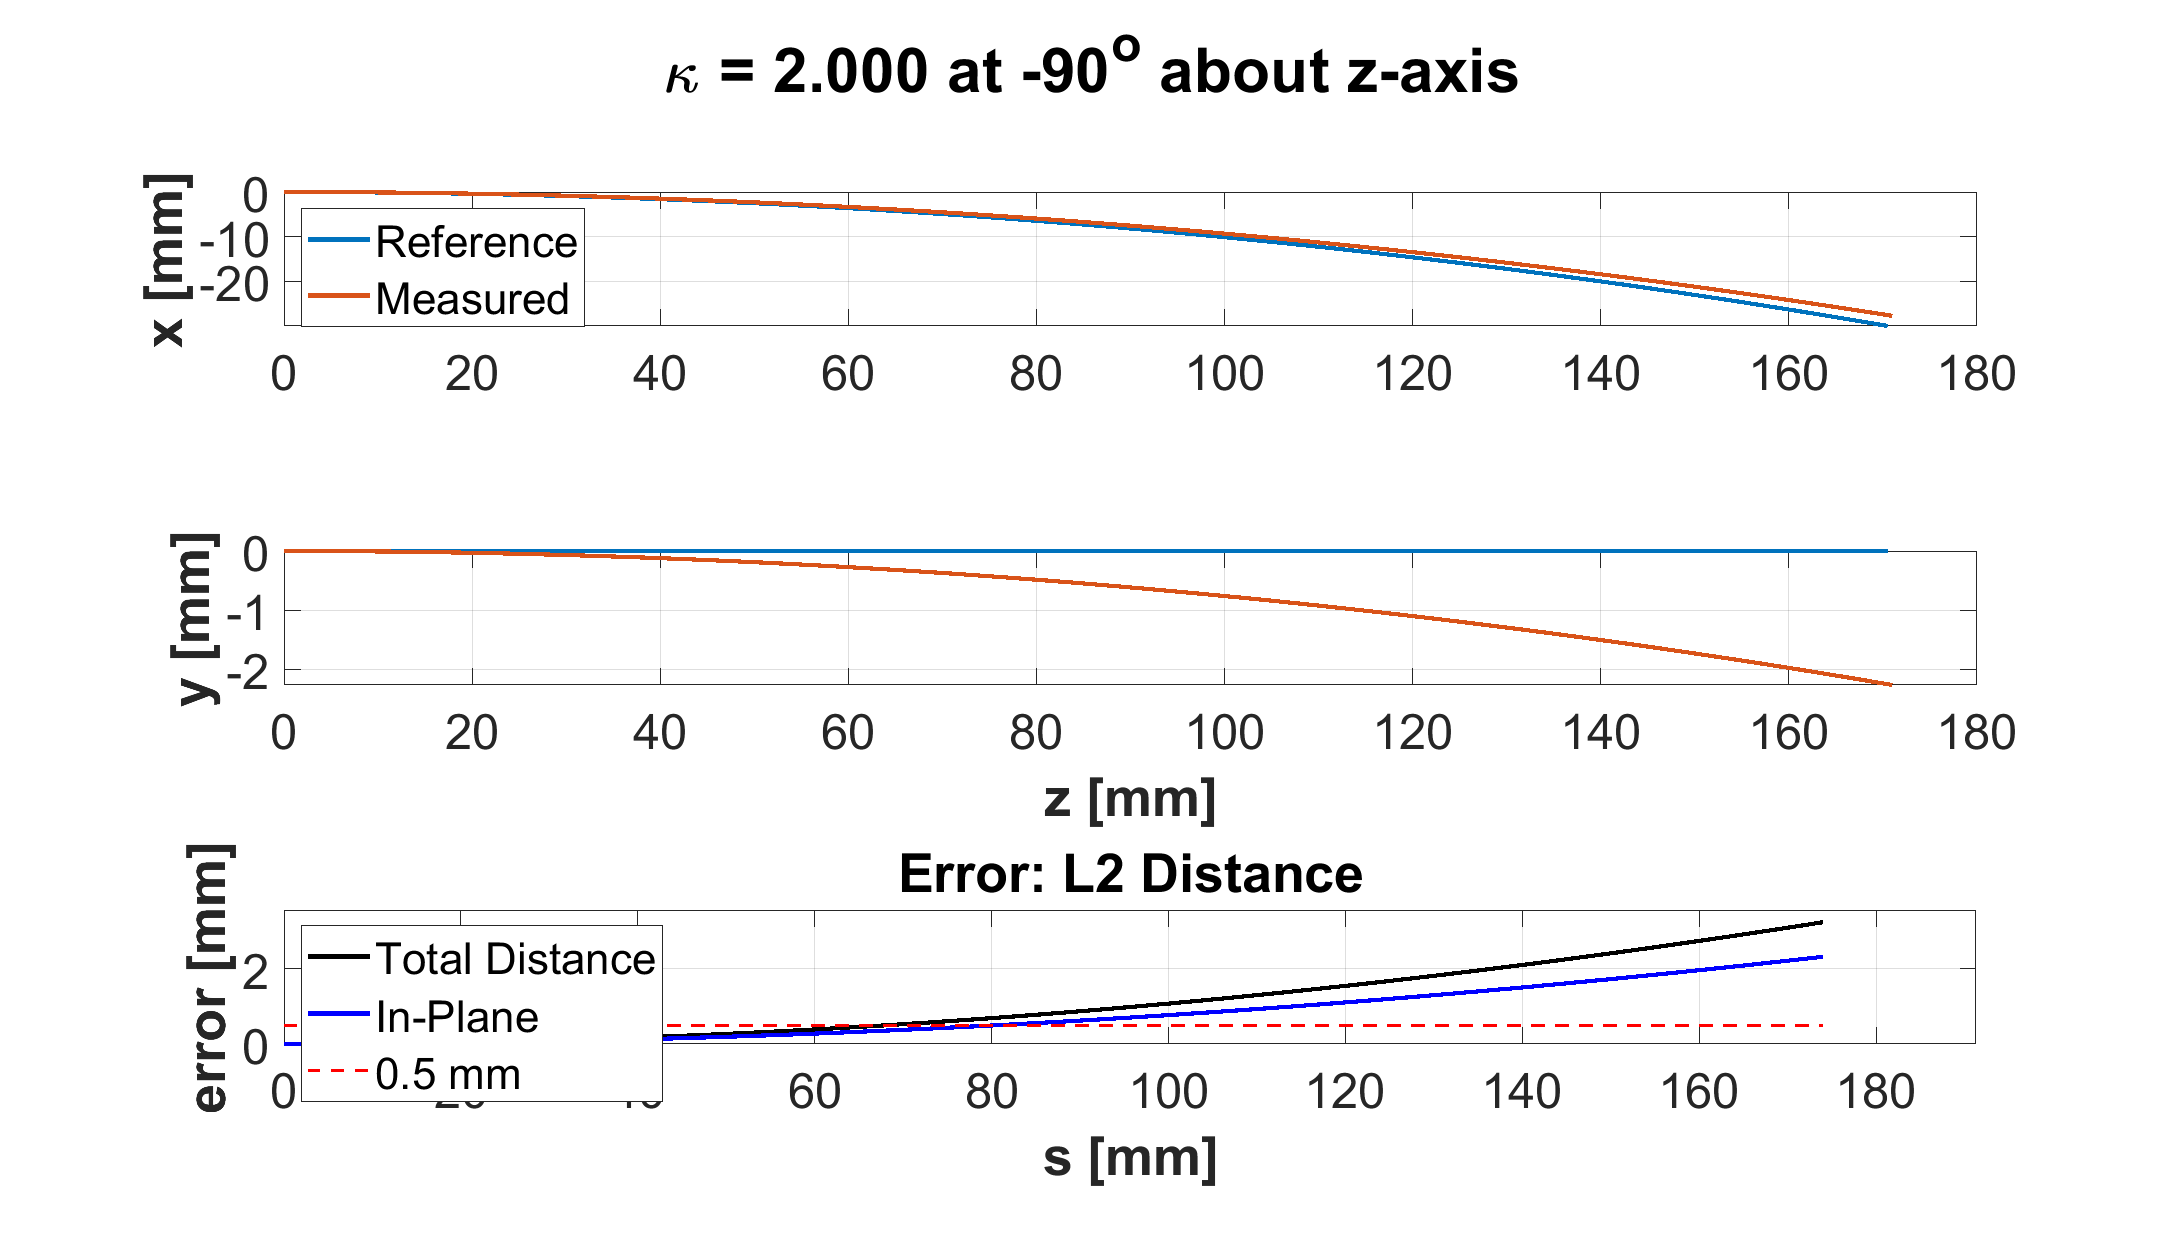 κ = 2.000 at -90° about z-axis
x [mm]
0
-10
-20
Reference
Measured
0 20 40 60 80 100 120 140 160 180
y [mm]
0
-1
-2
0 20 40 60 80 100 120 140 160 180
z [mm]
Error: L2 Distance
error [mm]
2
0
Total Distance
In-Plane
0.5 mm
0 20 40 60 80 100 120 140 160 180
s [mm]